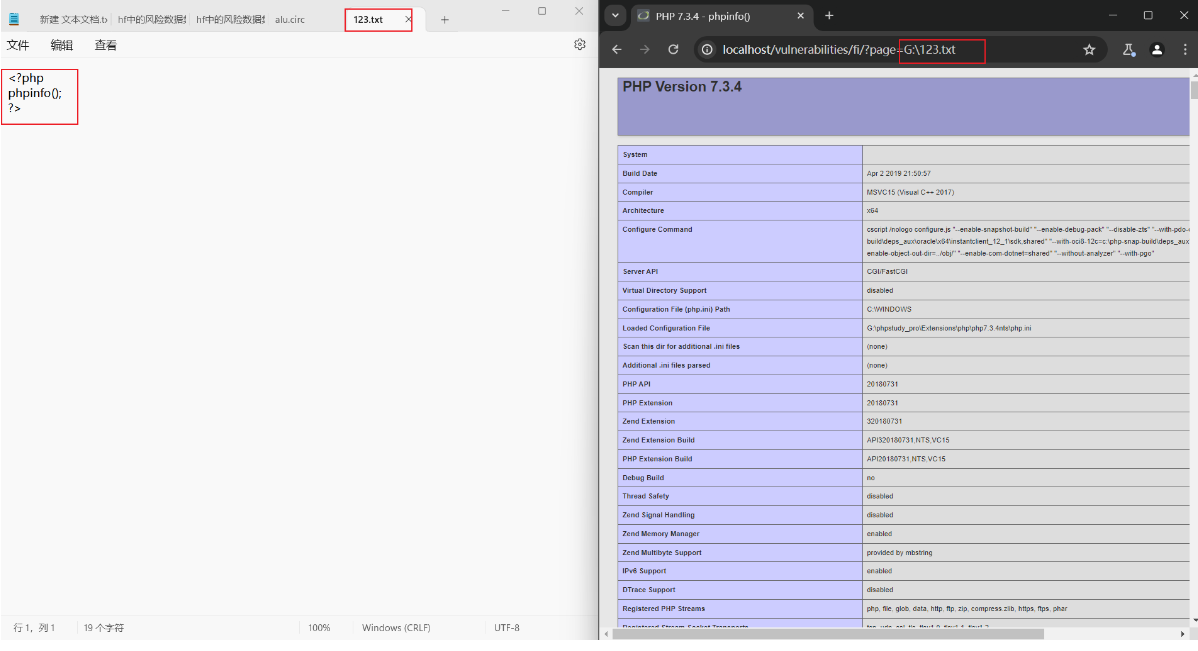 新建 文本文档.b
hf中的风险数据
hf中的风险数据
alu.circ
123.txt
文件 编辑 查看
<?php
phpinfo();
?>
行 1，列 1
19 个字符
100%
Windows (CRLF)
UTF-8
PHP 7.3.4 - phpinfo()
localhost/vulnerabilities/fi/?page=G:\123.txt
PHP Version 7.3.4
System
Build Date Apr 2 2019 21:50:57
Compiler MSVC15 (Visual C++ 2017)
Architecture x64
Configure Command cscript /nologo configure.js "--enable-snapshot-build" "--enable-debug-pack" "--disable-zts" "--with-pdo-
build\deps_aux\oracle\x64\instantclient_12_1\sdk,shared" "--with-oci8-12c=c:\php-snap-build\deps_aux
enable-object-out-dir=../obj/" "--enable-com-dotnet=shared" "--without-analyzer" "--with-pgo"
Server API CGI/FastCGI
Virtual Directory Support disabled
Configuration File (php.ini) Path C:\WINDOWS
Loaded Configuration File G:\phpstudy_pro\Extensions\php\php7.3.4nts\php.ini
Scan this dir for additional .ini files (none)
Additional .ini files parsed (none)
PHP API 20180731
PHP Extension 20180731
Zend Extension 320180731
Zend Extension Build API320180731,NTS,VC15
PHP Extension Build API20180731,NTS,VC15
Debug Build no
Thread Safety disabled
Zend Signal Handling disabled
Zend Memory Manager enabled
Zend Multibyte Support provided by mbstring
IPv6 Support enabled
DTrace Support disabled
Registered PHP Streams php, file, glob, data, http, ftp, zip, compress.zlib, https, ftps, phar
Registered Stream Socket Transports